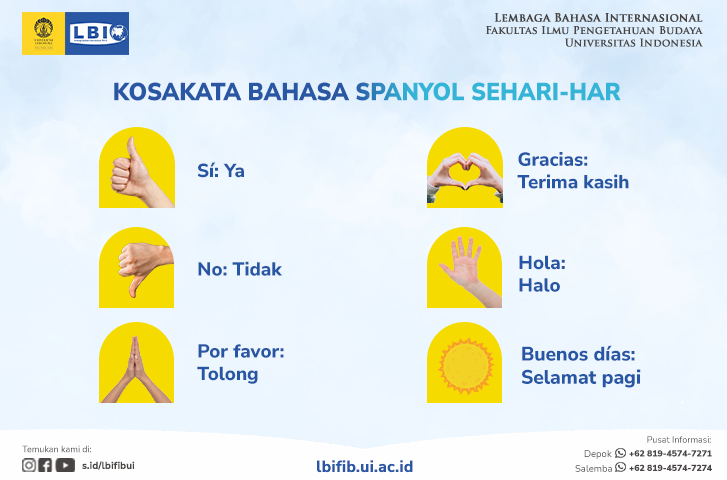 LBI
LEMBAGA BAHASA INTERNASIONAL
FAKULTAS ILMU PENGETAHUAN BUDAYA
UNIVERSITAS INDONESIA
KOSAKATA BAHASA SPANYOL SEHARI-HAR
Sí: Ya
Gracias:
Terima kasih
No: Tidak
Hola:
Halo
Por favor:
Tolong
Buenos días:
Selamat pagi
Temukan kami di:
s.id/lbifibui
lbifib.ui.ac.id
Pusat Informasi:
Depok +62 819-4574-7271
Salemba +62 819-4574-7274